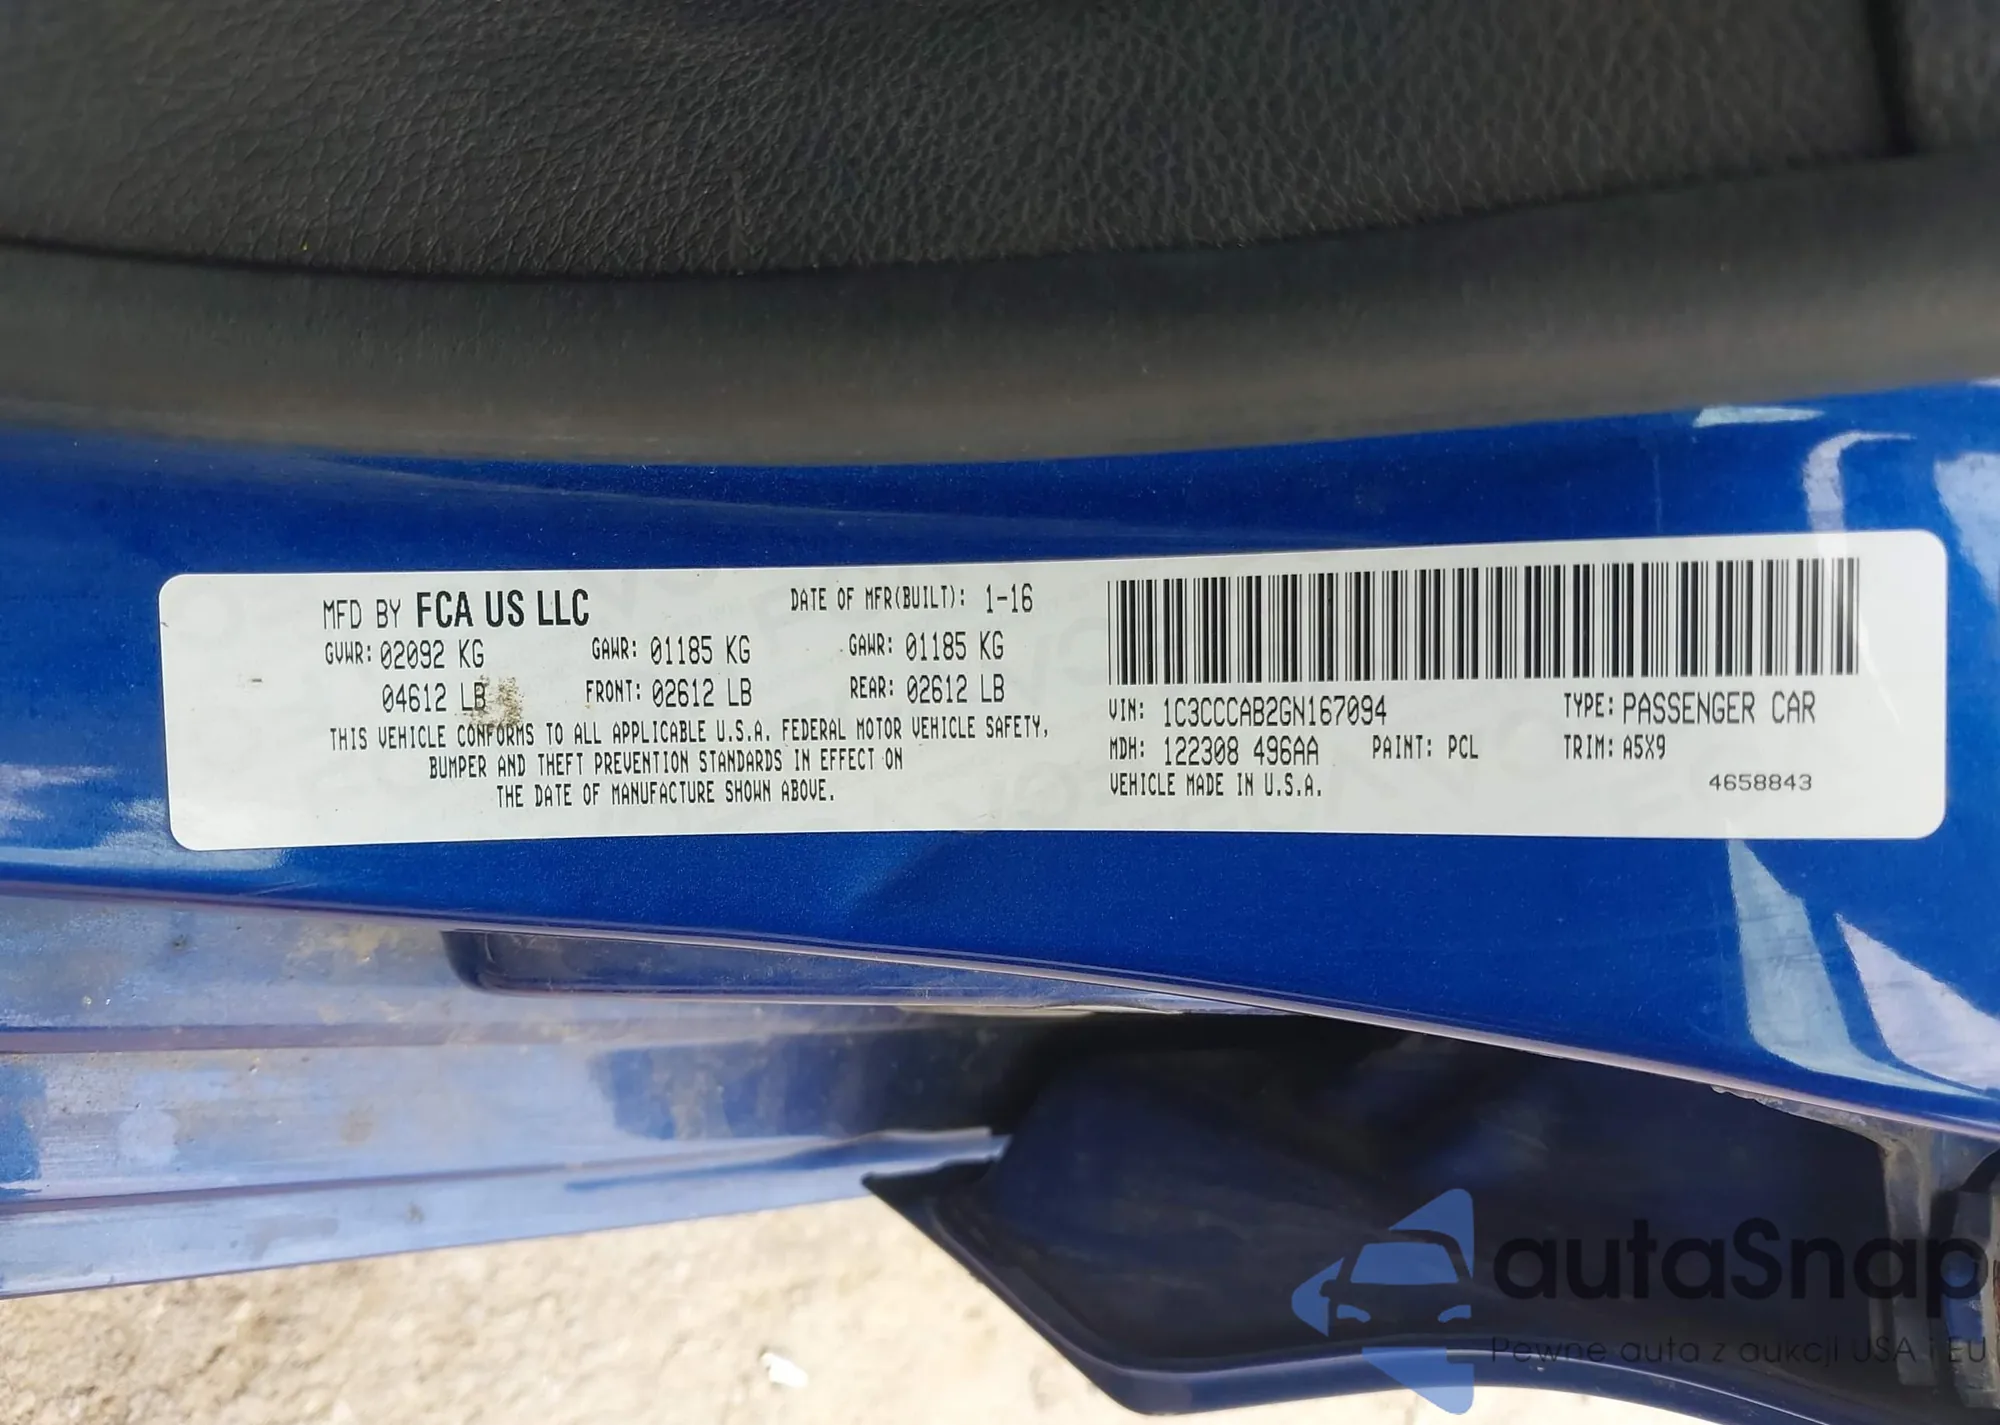 MFD BY FCA US LLC DATE OF MFR(BUILT): 1-16
GVWR: 02092 KG GAWR: 01185 KG GAWR: 01185 KG
04612 LB FRONT: 02612 LB REAR: 02612 LB
THIS VEHICLE CONFORMS TO ALL APPLICABLE U.S.A. FEDERAL MOTOR VEHICLE SAFETY,
BUMPER AND THEFT PREVENTION STANDARDS IN EFFECT ON
THE DATE OF MANUFACTURE SHOWN ABOVE.
VIN: 1C3CCCAB2GN167094 TYPE: PASSENGER CAR
MDH: 122308 496AA PAINT: PCL TRIM: A5X9
VEHICLE MADE IN U.S.A. 4658843
autaSnap
Pewne auta z aukcji USA i EU